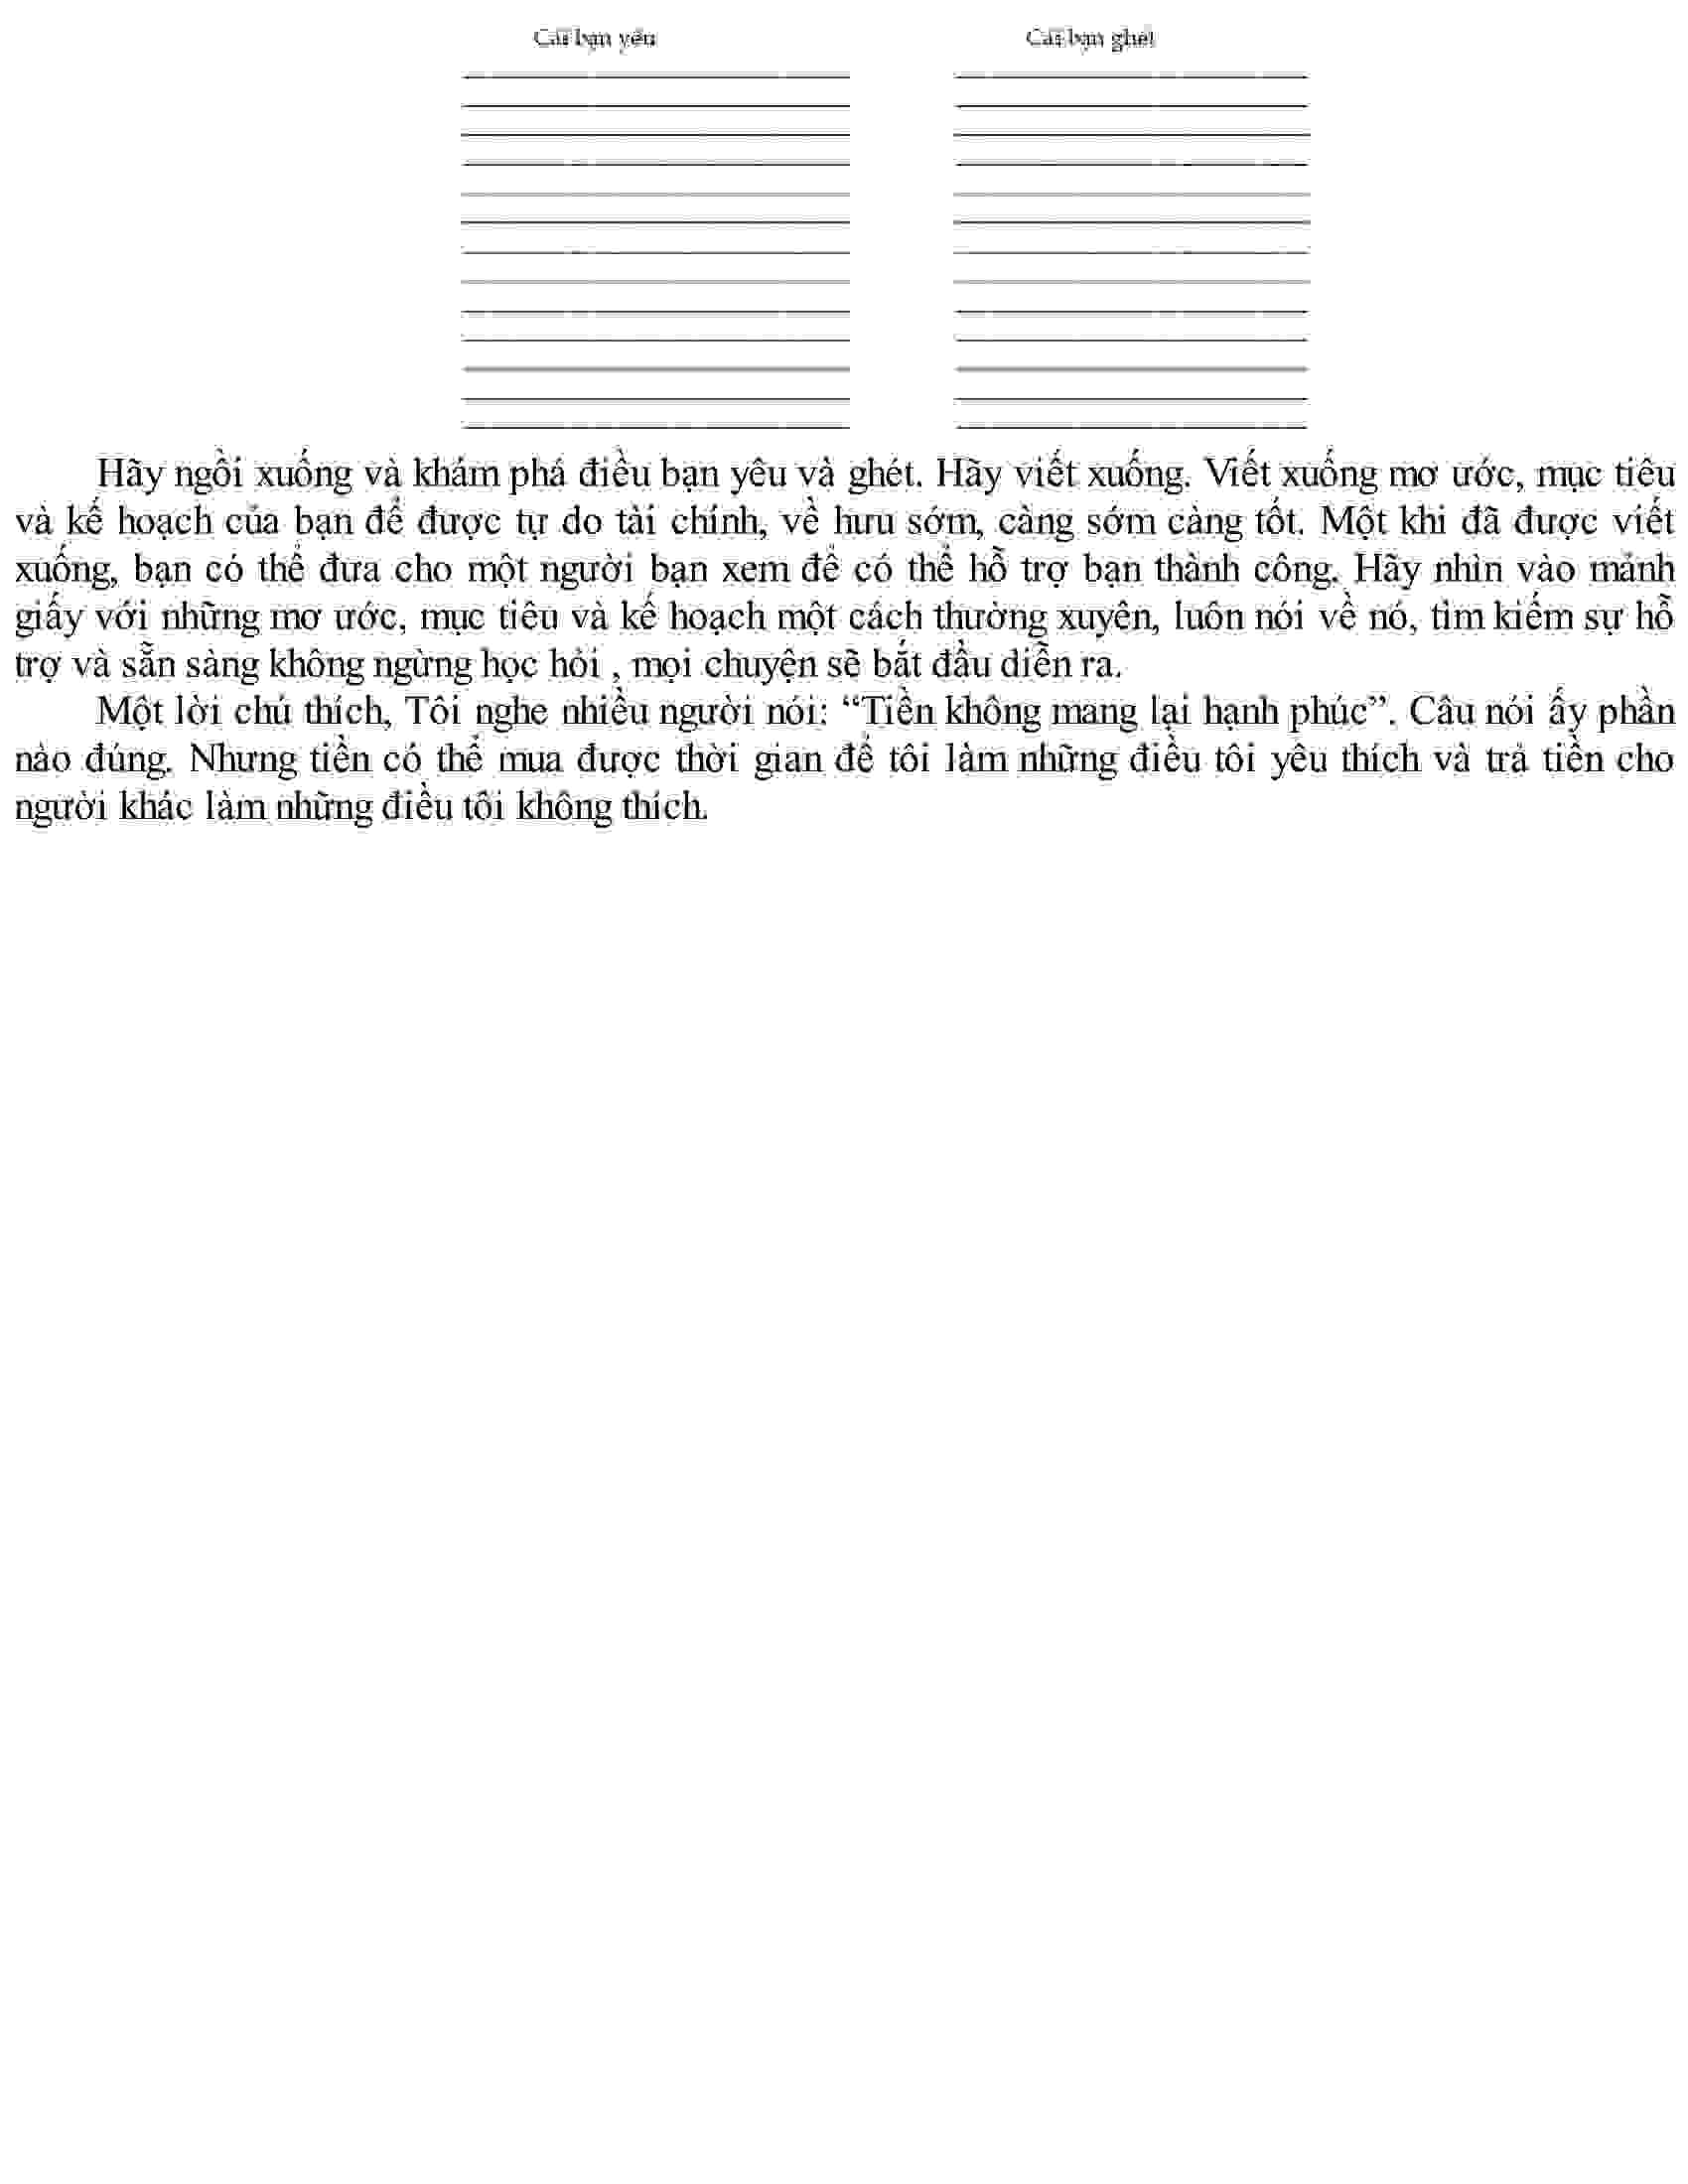 Cái bạn yêu Cái bạn ghét
Hãy ngồi xuống và khám phá điều bạn yêu và ghét. Hãy viết xuống. Viết xuống mơ ước, mục tiêu
và kế hoạch của bạn để được tự do tài chính, về hưu sớm, càng sớm càng tốt. Một khi đã được viết
xuống, bạn có thể đưa cho một người bạn xem để có thể hỗ trợ bạn thành công. Hãy nhìn vào mảnh
giấy với những mơ ước, mục tiêu và kế hoạch một cách thường xuyên, luôn nói về nó, tìm kiếm sự hỗ
trợ và sẵn sàng không ngừng học hỏi , mọi chuyện sẽ bắt đầu diễn ra.
Một lời chú thích, Tôi nghe nhiều người nói: “Tiền không mang lại hạnh phúc”. Câu nói ấy phần
nào đúng. Nhưng tiền có thể mua được thời gian để tôi làm những điều tôi yêu thích và trả tiền cho
người khác làm những điều tôi không thích.